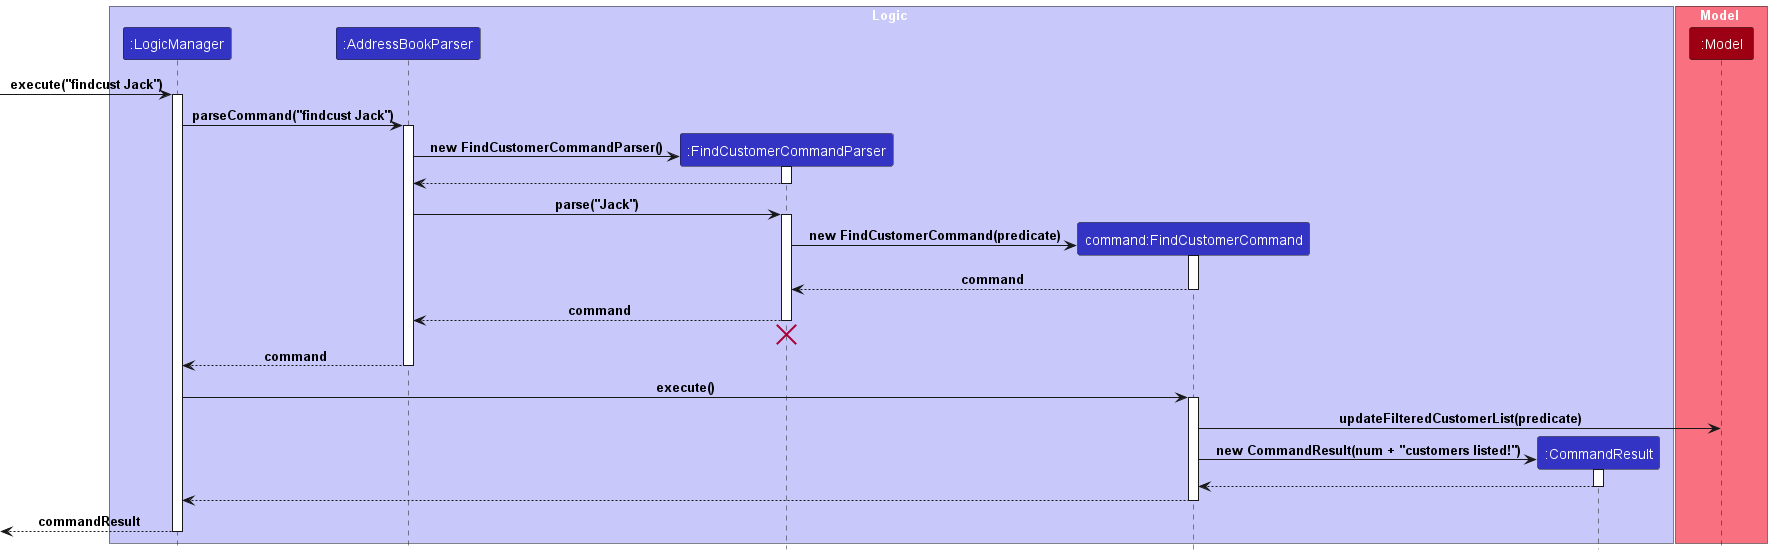 Logic
Model
:LogicManager
:AddressBookParser
:Model
execute("findcust Jack")
parseCommand("findcust Jack")
new FindCustomerCommandParser()
:FindCustomerCommandParser
parse("Jack")
new FindCustomerCommand(predicate)
command:FindCustomerCommand
command
command
command
execute()
updateFilteredCustomerList(predicate)
new CommandResult(num + "customers listed!")
:CommandResult
commandResult